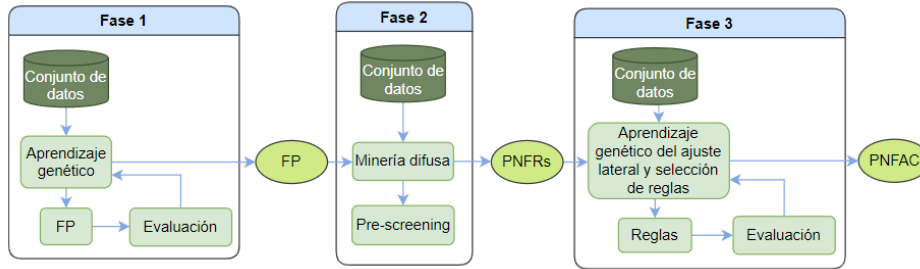 Fase 1
Conjunto de
datos
Aprendizaje
genético
FP
Evaluación
FP
Fase 2
Conjunto de
datos
Minería difusa
Pre-screening
PNFRs
Fase 3
Conjunto de
datos
Aprendizaje
genético del ajuste
lateral y selección
de reglas
Reglas
Evaluación
PNFAC